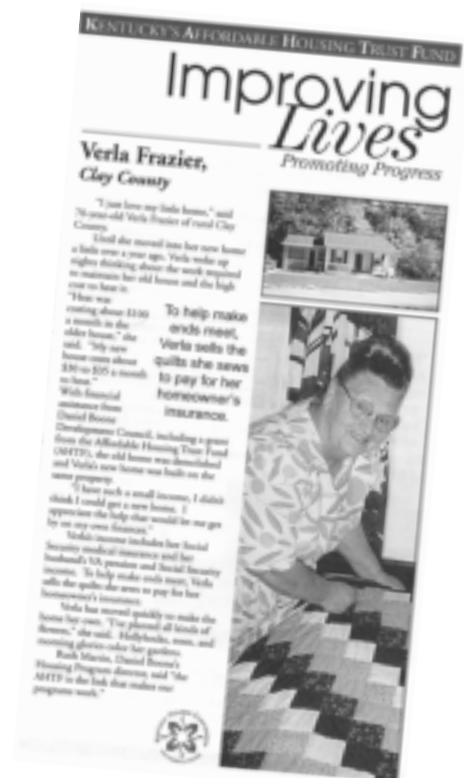 KENTUCKY'S AFFORDABLE HOUSING TRUST FUND
Improving
Lives
Promoting Progress
Verla Frazier,
Clay County
"I just love my little home," said
76-year-old Verla Frazier of rural Clay
County.
Until she moved into her new home
a little over a year ago, Verla woke up
nights thinking about the work required
to maintain her old house and the high
cost to heat it.
"Heat was
costing about $100
a month in the
older house," she
said. "My new
house costs about
$30 to $35 a month
to heat."
With financial
assistance from
Daniel Boone
Development Council, including a grant
from the Affordable Housing Trust Fund
(AHTF), the old home was demolished
and Verla's new home was built on the
same property.
"I have such a small income, I didn't
think I could get a new home. I
appreciate the help that would let me get
by on my own finances."
Verla's income includes her Social
Security medical insurance and her
husband's VA pension and Social Security
income. To help make ends meet, Verla
sells the quilts she sews to pay for her
homeowner's insurance.
Verla has moved quickly to make the
home her own. "I've planted all kinds of
flowers," she said. Hollyhocks, roses, and
morning glories color her gardens.
Ruth Martin, Daniel Boone's
Housing Program director, said "the
AHTF is the link that makes our
programs work."
To help make
ends meet,
Verla sells the
quilts she sews
to pay for her
homeowner's
insurance.